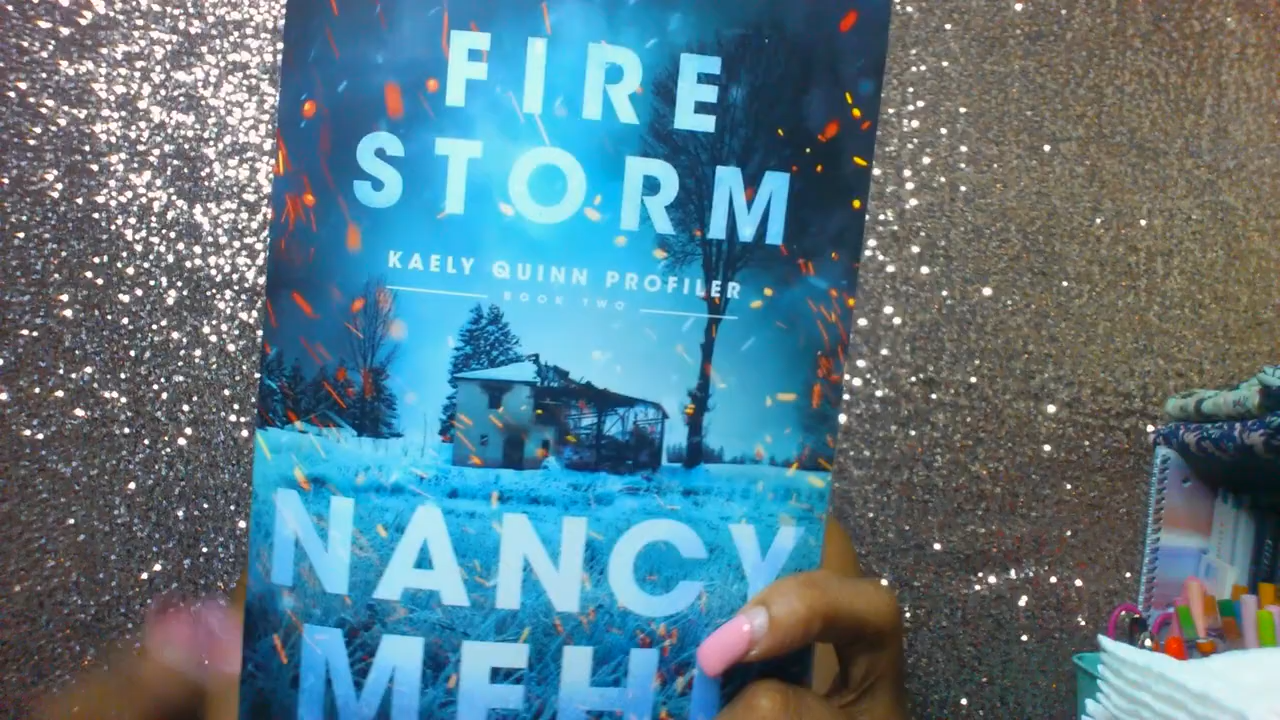 FIRE
STORM
KAELY QUINN PROFILER
BOOK TWO
NANCY